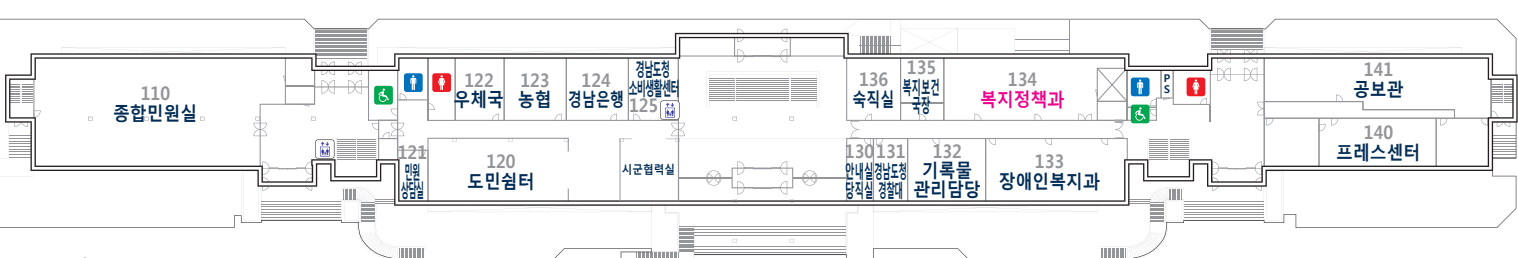 110
종합민원실
122
우체국
123
농협
124
경남은행
경남도청
소비생활센터
125
136
숙직실
135
복지보건
국장
134
복지정책과
P
S
141
공보관
140
프레스센터
121
민원
상담실
120
도민쉼터
시군협력실
130
안내실
당직실
131
경남도청
경찰대
132
기록물
관리담당
133
장애인복지과